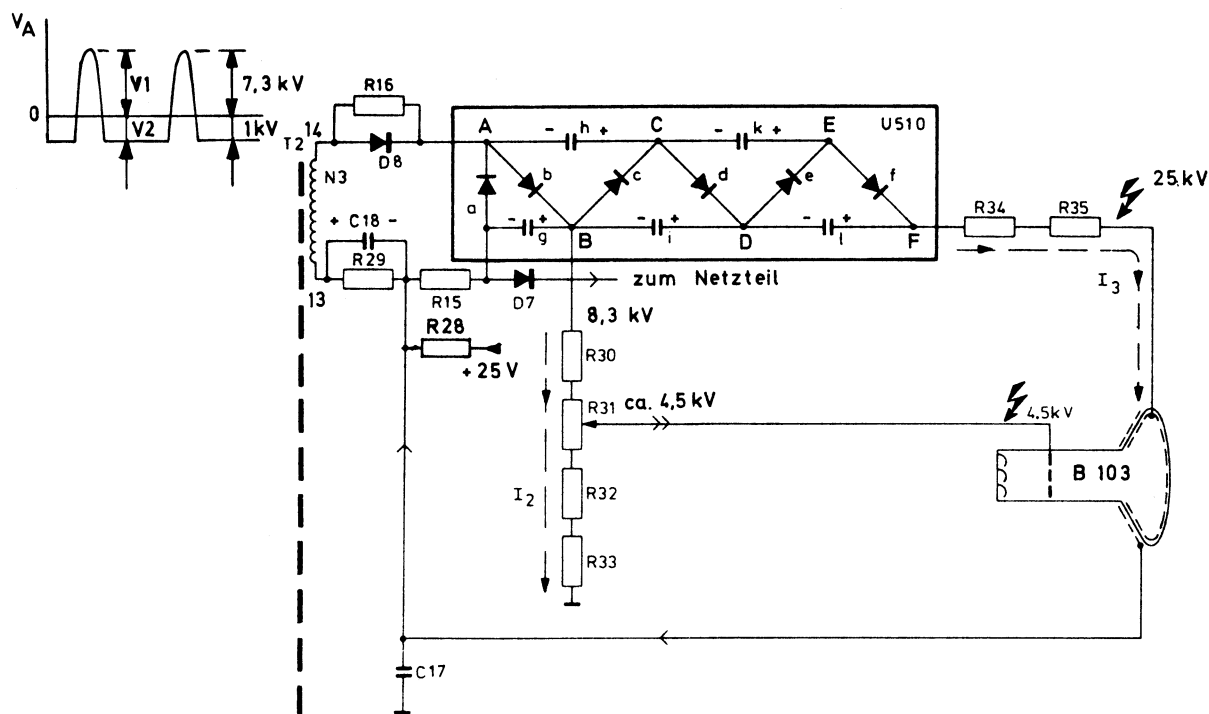 VA
V1
7,3 kV
0
V2
1kV
T2
14
R16
D8
N3
+ C18 -
R29
13
R15
R28
+25 V
D7
zum Netzteil
U510
A
- h +
C
- k +
E
a
b
c
d
e
f
- +
g
B
- +
i
D
- +
l
F
R34
R35
25 kV
I3
8,3 kV
R30
R31
ca. 4,5 kV
4,5kV
I2
R32
R33
B 103
C17